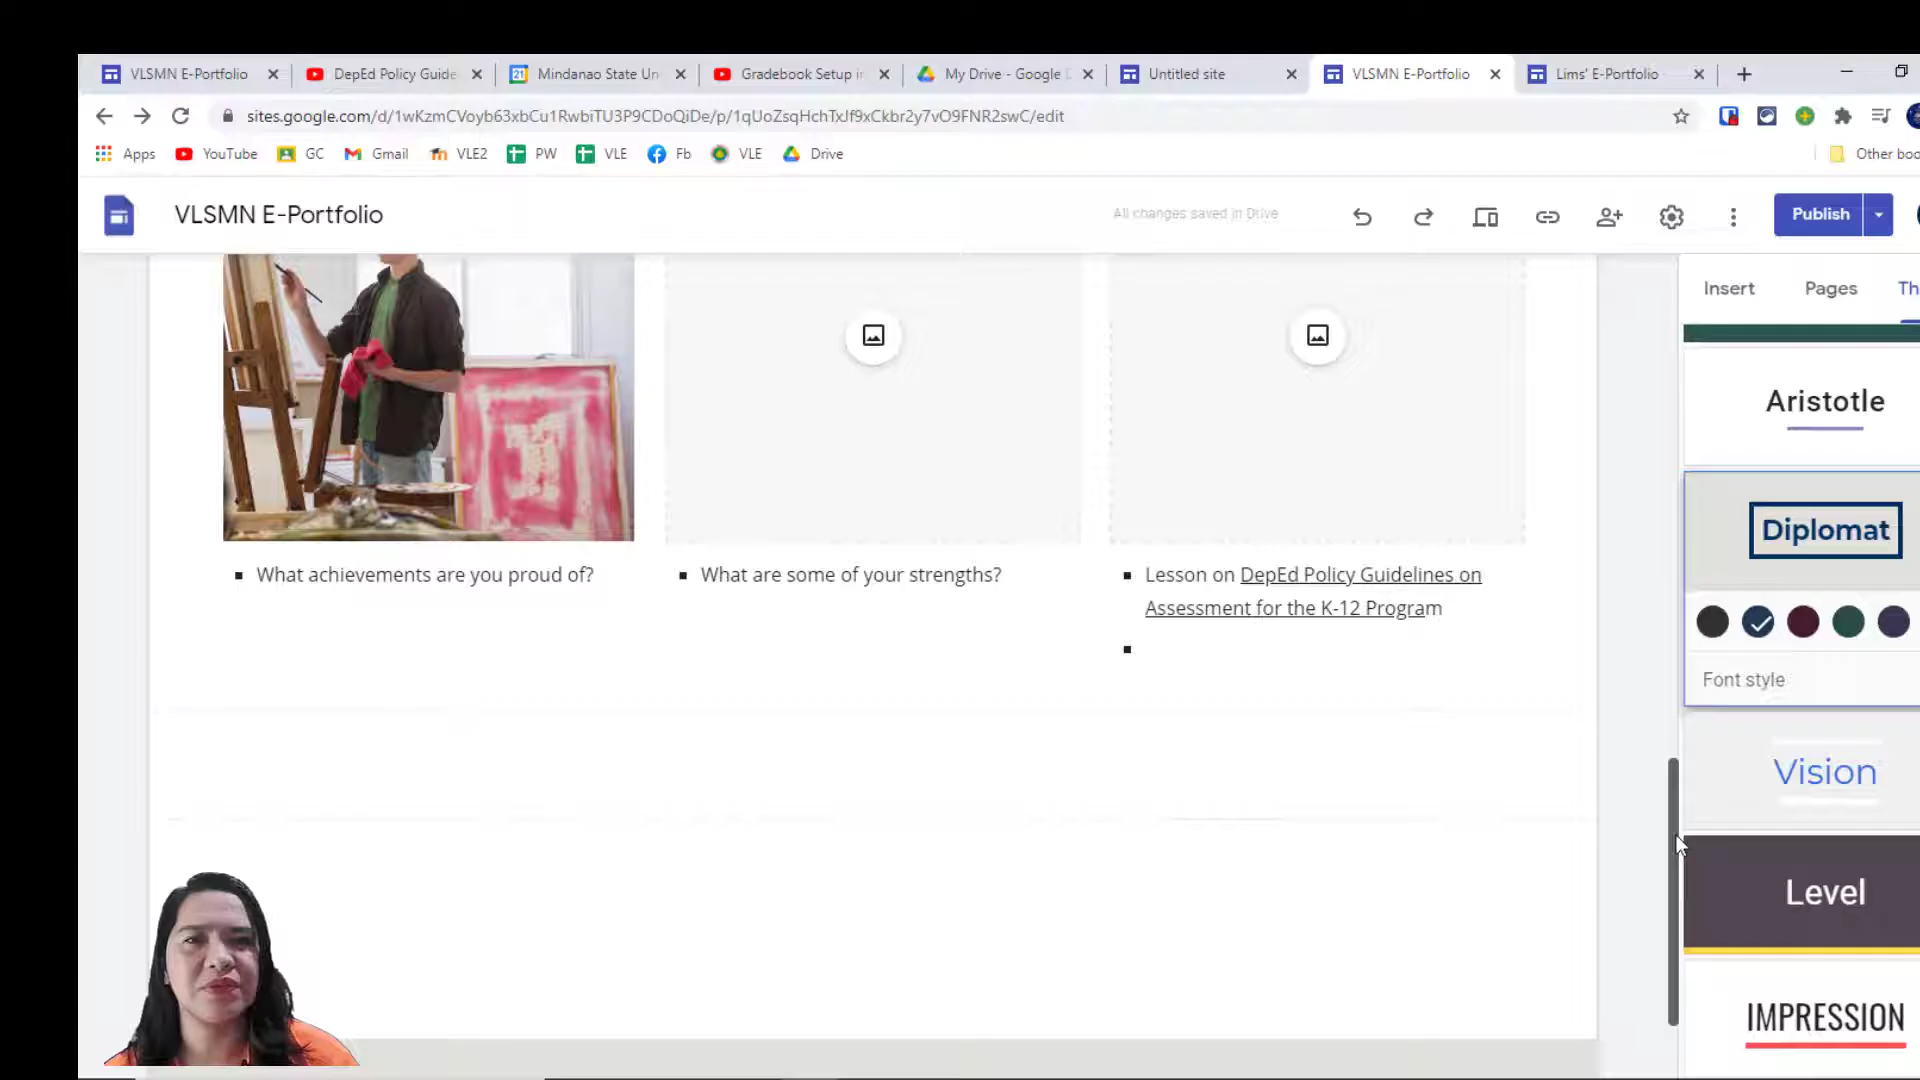 VLSMN E-Portfolio
DepEd Policy Guide
Mindanao State Un
Gradebook Setup in
My Drive - Google D
Untitled site
VLSMN E-Portfolio
Lims' E-Portfolio
sites.google.com/d/1wKzmCVoyb63xbCu1RwbiTU3P9CDoQiDe/p/1qUoZsqHchTxJf9xCkbr2y7vO9FNR2swC/edit
Apps
YouTube
GC
Gmail
VLE2
PW
VLE
Fb
VLE
Drive
Other boo
VLSMN E-Portfolio
All changes saved in Drive
Publish
Insert
Pages
Th
Aristotle
Diplomat
Font style
Vision
Level
IMPRESSION
What achievements are you proud of?
What are some of your strengths?
Lesson on DepEd Policy Guidelines on
Assessment for the K-12 Program